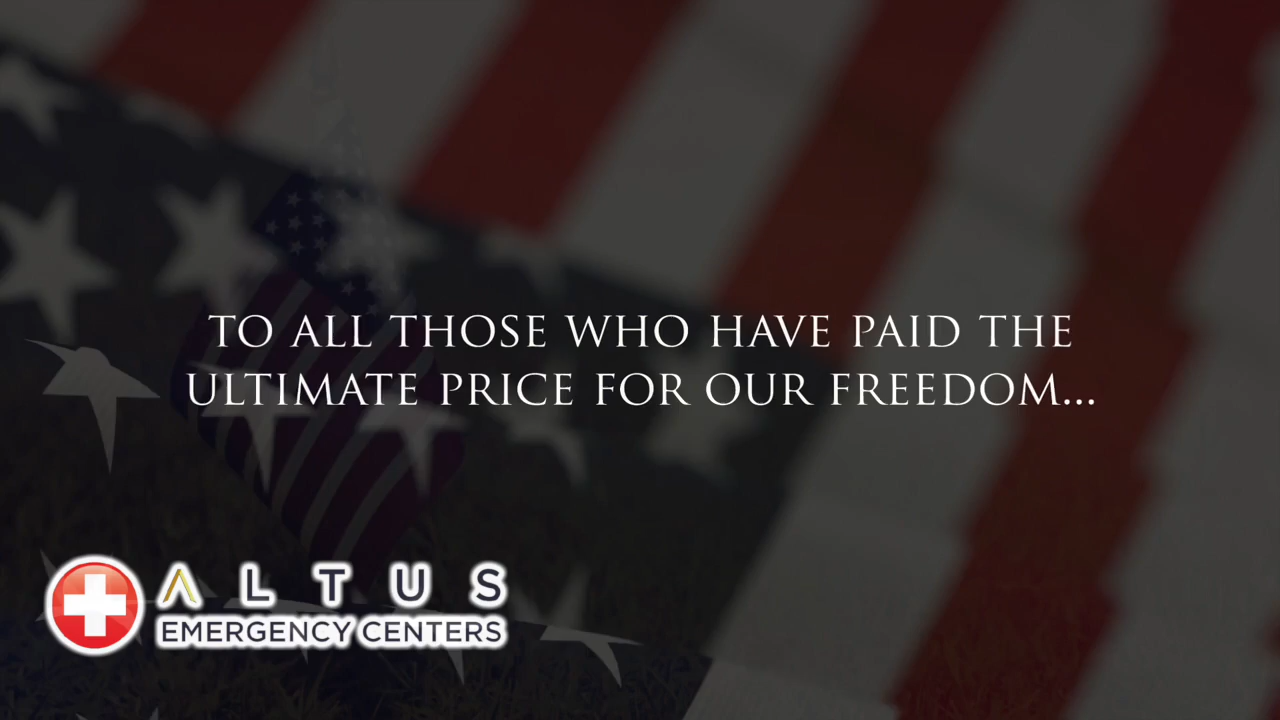 TO ALL THOSE WHO HAVE PAID THE
ULTIMATE PRICE FOR OUR FREEDOM...
ALTUS
EMERGENCY CENTERS